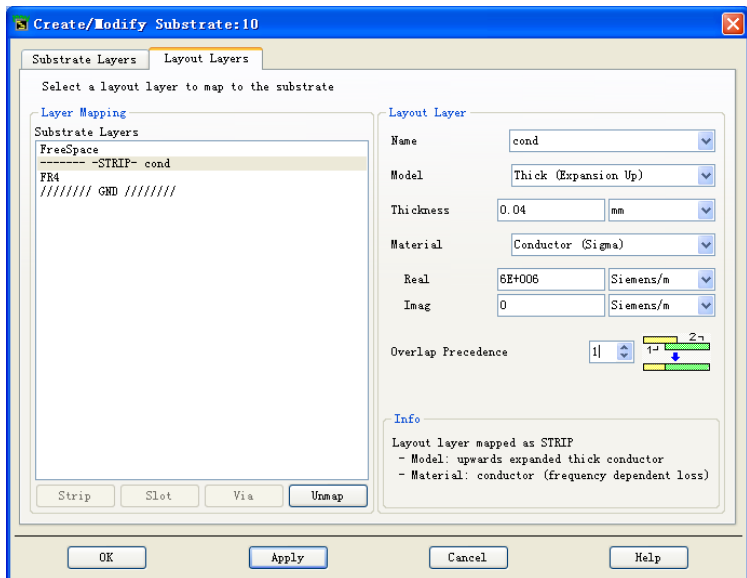 Create/Modify Substrate:10
Substrate Layers
Layout Layers
Select a layout layer to map to the substrate
Layer Mapping
Substrate Layers
FreeSpace
------- -STRIP- cond
FR4
//////// GND ////////
Strip
Slot
Via
Unmap
Layout Layer
Name
cond
Model
Thick (Expansion Up)
Thickness
0.04
mm
Material
Conductor (Sigma)
Real
6E+006
Siemens/m
Imag
0
Siemens/m
Overlap Precedence
1
1
2
Info
Layout layer mapped as STRIP
- Model: upwards expanded thick conductor
- Material: conductor (frequency dependent loss)
OK
Apply
Cancel
Help